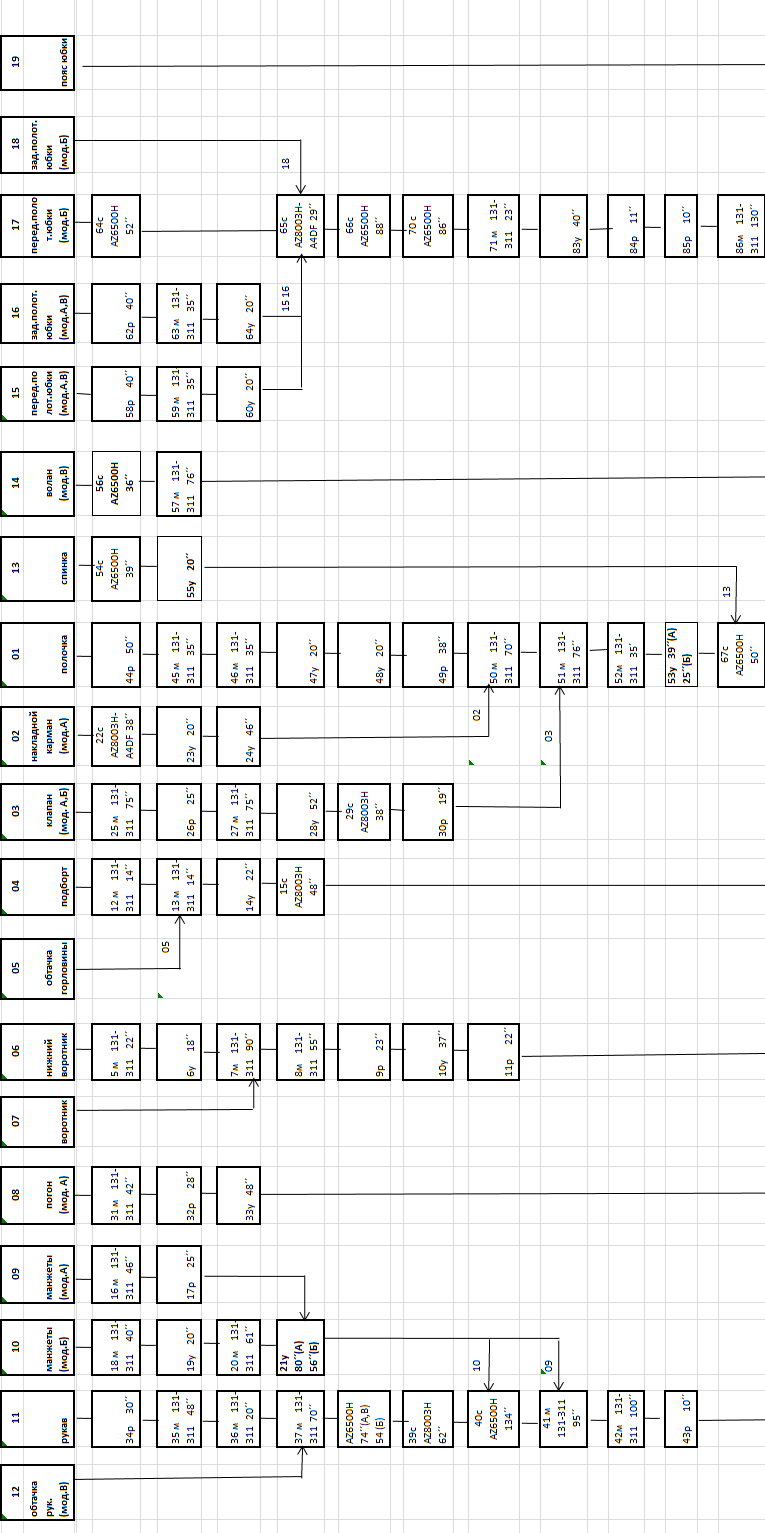 12
обтачка
рук.
(мод.В)
11
рукав
34р 30´´
35 м 131-
311 48´´
36 м 131-
311 20´´
37 м 131-
311 70´´
AZ6500H
74´´(А,В)
54 (Б)
39с
AZ8003H
62´´
40с
AZ6500H
134´´
41 м
131-311
95´´
42м 131-
311 100´´
43р 10´´
10
манжеты
(мод.Б)
18 м 131-
311 40´´
19у 20´´
20 м 131-
311 61´´
21у
80´´(А)
56´´(Б)
10
09
09
манжеты
(мод.А)
16 м 131-
311 46´´
17р 25´´
08
погон
(мод. А)
31 м 131-
311 42´´
32р 28´´
33у 48´´
07
воротник
06
нижний
воротник
5 м 131-
311 22´´
6у 18´´
7м 131-
311 90´´
8м 131-
311 55´´
9р 23´´
10у 37´´
11р 22´´
05
обтачка
горловины
05
04
подборт
12 м 131-
311 14´´
13 м 131-
311 14´´
14у 22´´
15с
AZ8003H
48´´
03
клапан
(мод. А,Б)
25 м 131-
311 75´´
26р 25´´
27 м 131-
311 75´´
28у 52´´
29с
AZ8003H
38´´
30р 19´´
03
02
накладной
карман
(мод.А)
22с
AZ8003H-
A4DF 38´´
23у 20´´
24у 46´´
02
01
полочка
44р 50´´
45 м 131-
311 35´´
46 м 131-
311 35´´
47у 20´´
48у 20´´
49р 38´´
50 м 131-
311 70´´
51 м 131-
311 76´´
52м 131-
311 35´
53у 39´´(А)
25´´(Б)
67с
AZ6500H
50´´
13
спинка
54с
AZ6500H
39´´
55у 20´´
13
14
волан
(мод.В)
56с
AZ6500H
36´´
57 м 131-
311 76´´
15
перед.по
лот.юбки
(мод.А,В)
58р 40´´
59 м 131-
311 35´´
60у 20´´
16
зад.полот.
юбки
(мод.А,В)
62р 40´´
63 м 131-
311 35´´
64у 20´´
15 16
17
перед.поло
т.юбки
(мод.Б)
64с
AZ6500H
52´´
65с
AZ8003H-
A4DF 29´´
66с
AZ6500H
88´´
70 с
AZ6500H
86´´
71 м 131-
311 23´´
83у 40´´
84р 11´´
85р 10´´
86м 131-
311 130´´
18
зад.полот.
юбки
(мод.Б)
18
19
пояс юбки